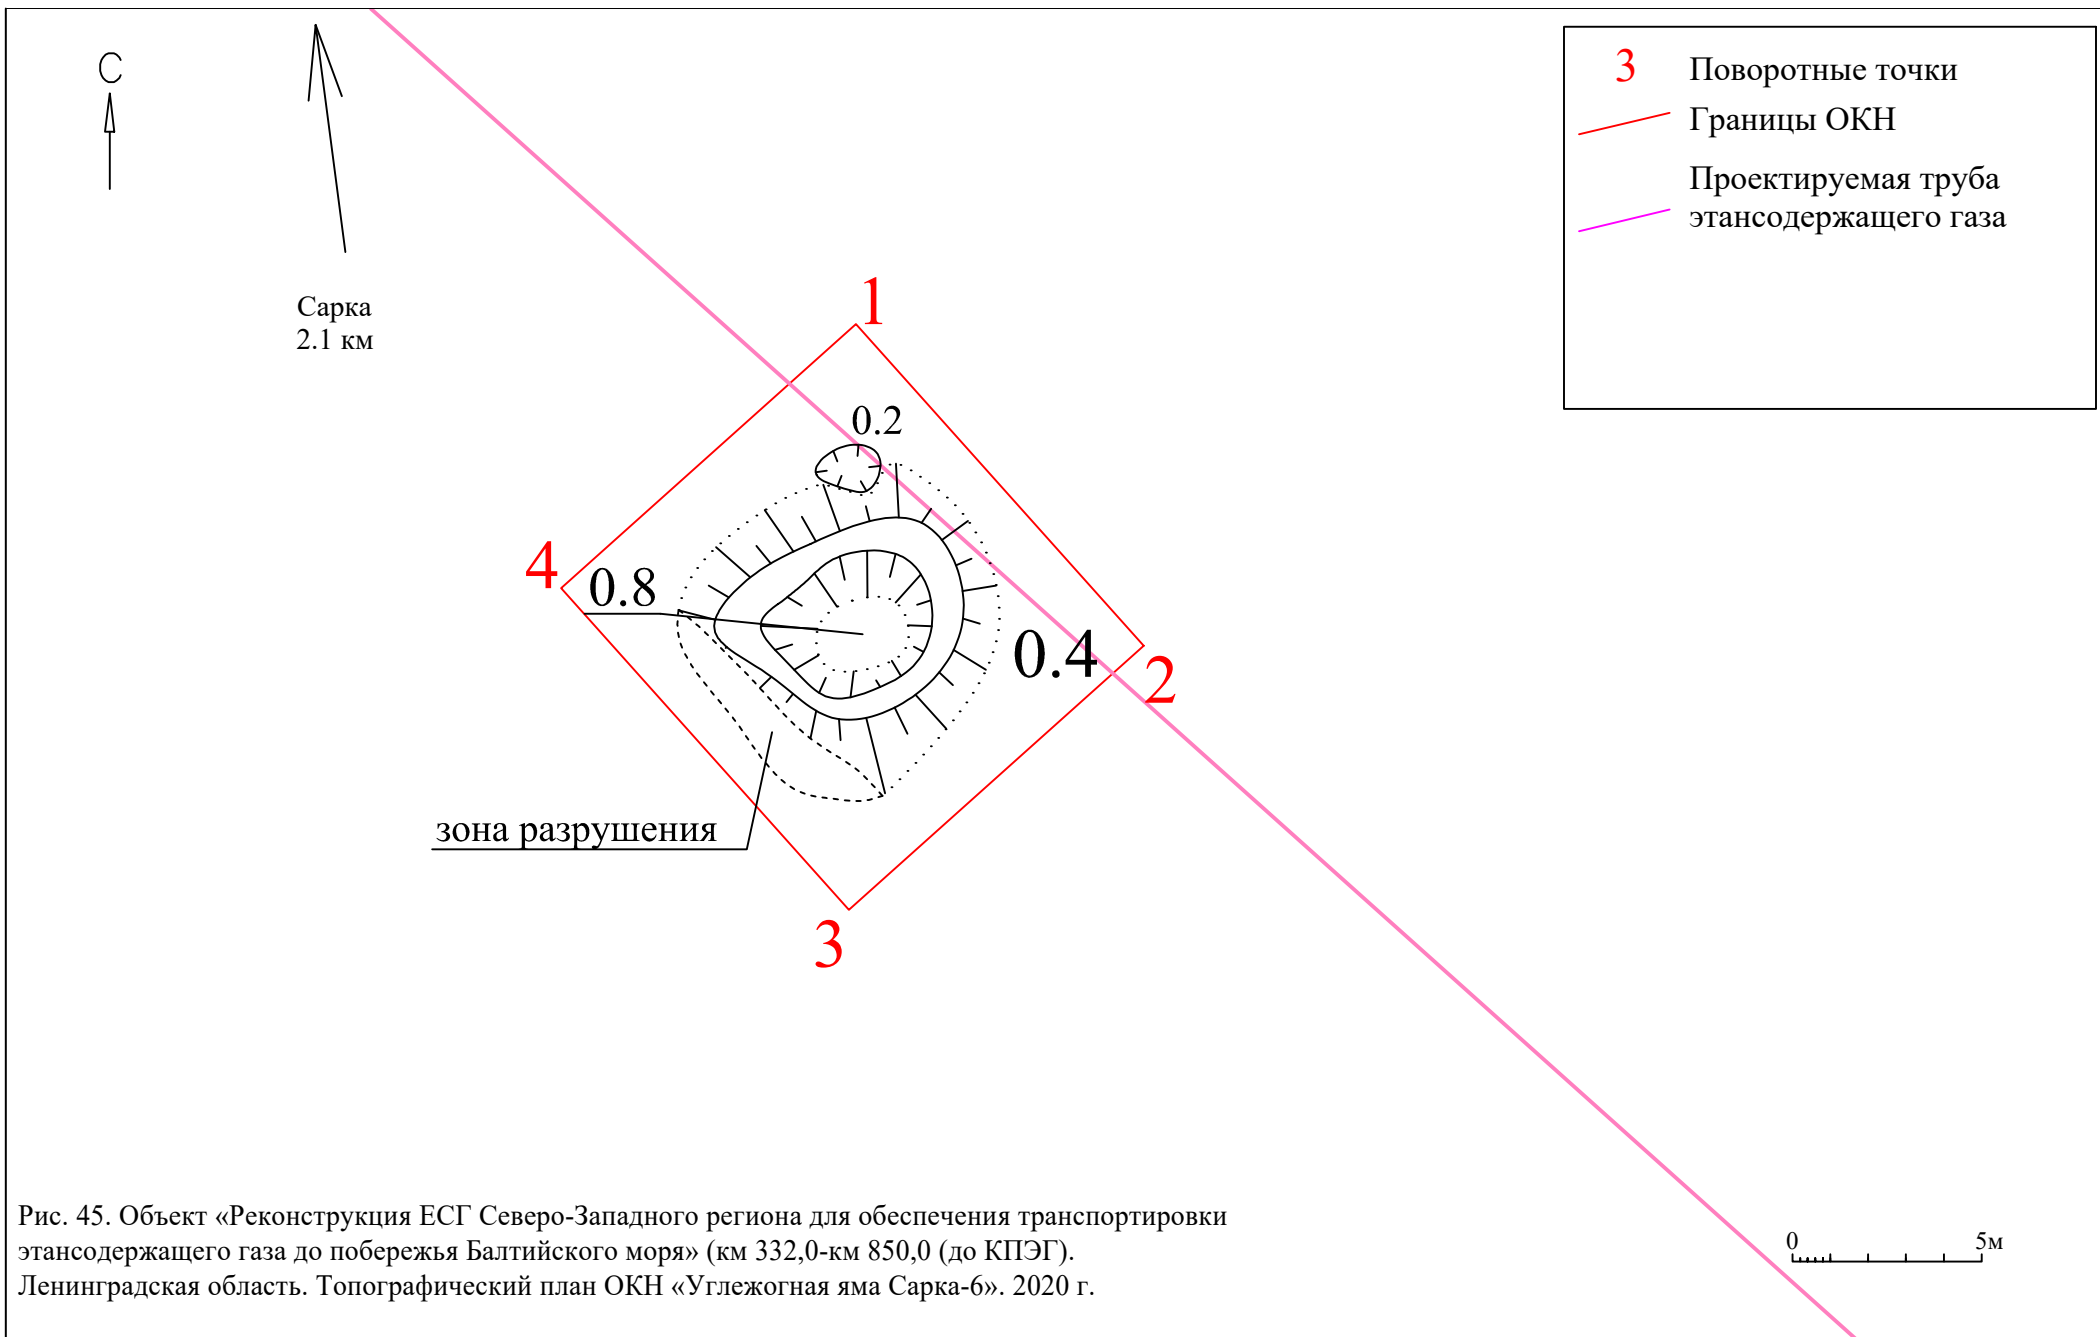 С
Сарка
2.1 км
3 Поворотные точки
Границы ОКН
Проектируемая труба
этансодержащего газа
1
0.2
4
0.8
0.4
2
зона разрушения
3
Рис. 45. Объект «Реконструкция ЕСГ Северо-Западного региона для обеспечения транспортировки
этансодержащего газа до побережья Балтийского моря» (км 332,0-км 850,0 (до КПЭГ).
Ленинградская область. Топографический план ОКН «Углежогная яма Сарка-6». 2020 г.
0 5м